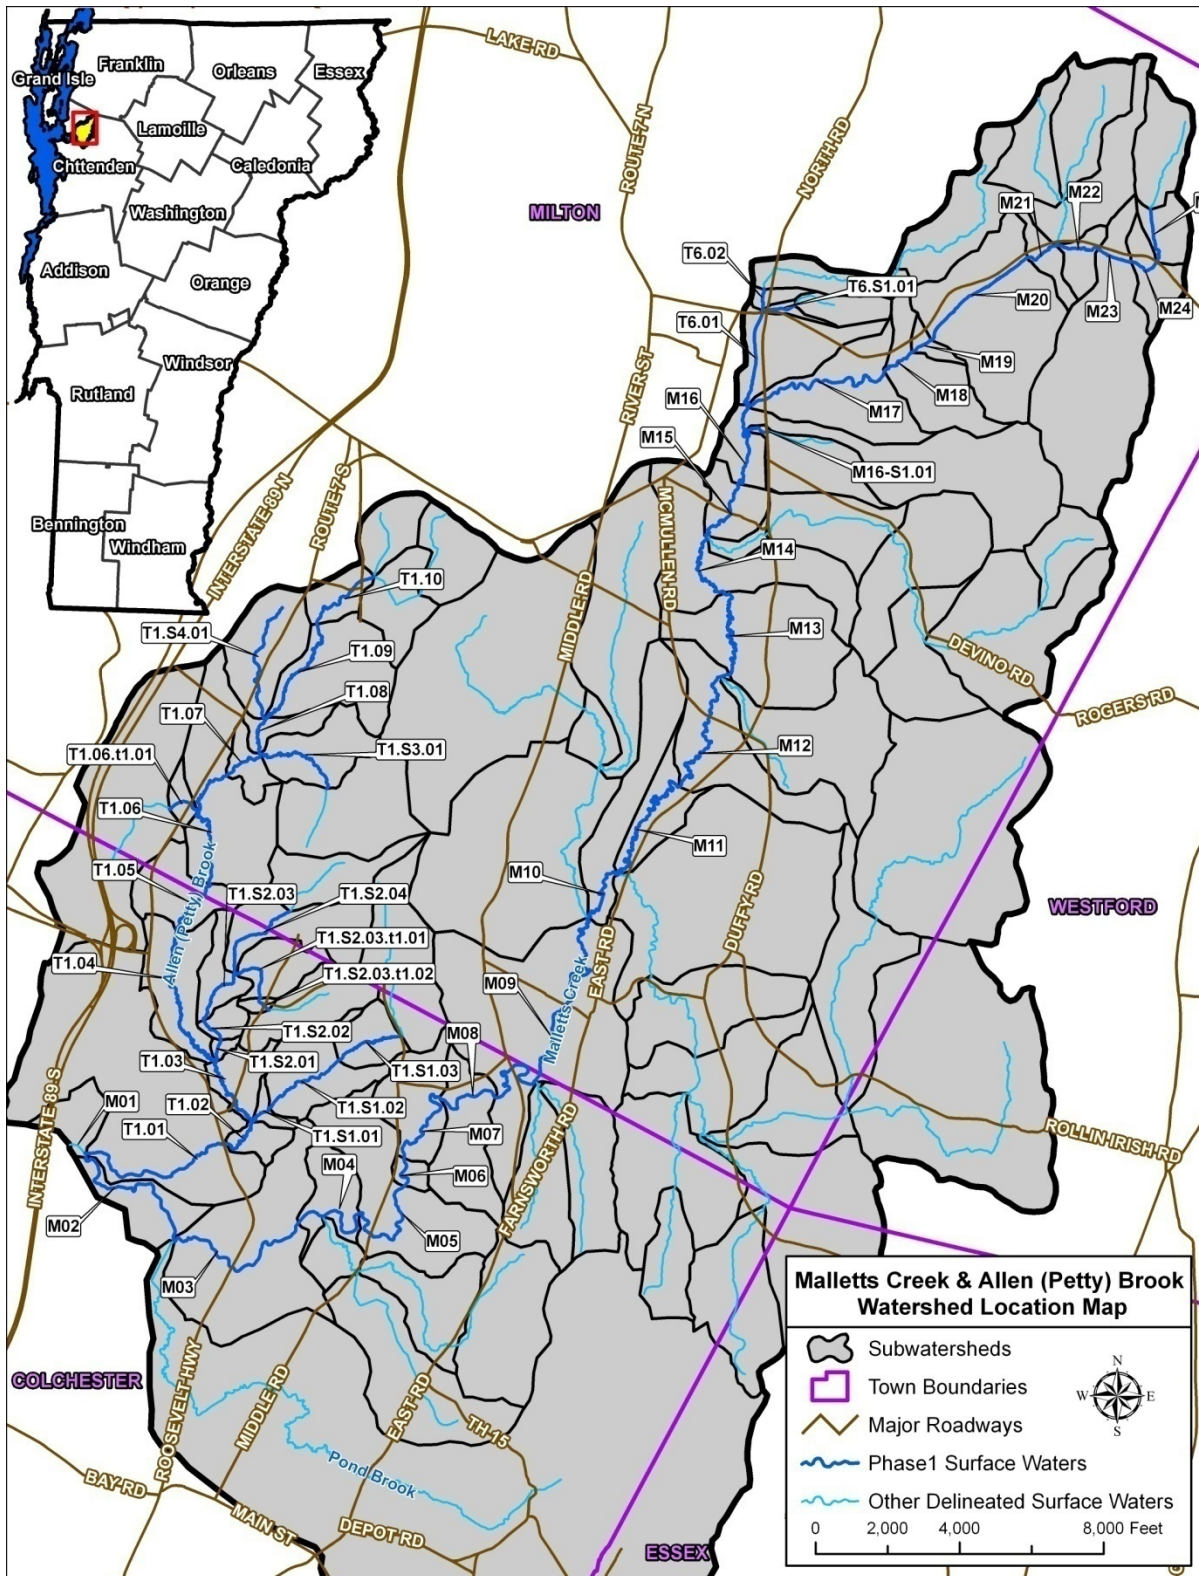 Franklin
Orleans
Essex
Grand Isle
Lamoille
Chttenden
Caledonia
Washington
Addison
Orange
Windsor
Rutland
Bennington
Windham
LAKE RD
ROUTE 7 N
NORTH RD
MILTON
M22
M21
T6.02
T6.S1.01
M20
M23
M24
T6.01
M19
RIVER ST
M18
M16
M17
M15
M16-S1.01
INTERSTATE 89 N
ROUTE 7 S
MCMULLEN RD
M14
T1.10
MIDDLE RD
T1.S4.01
M13
T1.09
DEVINO RD
T1.08
ROGERS RD
T1.07
T1.S3.01
M12
T1.06.t1.01
T1.06
M11
T1.05
M10
T1.S2.03
T1.S2.04
DUFFY RD
WESTFORD
Allen (Petty) Brook
T1.S2.03.t1.01
EAST RD
T1.04
T1.S2.03.t1.02
M09
Malletts Creek
T1.S2.02
M08
T1.S2.01
T1.03
T1.S1.03
INTERSTATE 89 S
M01
T1.02
T1.S1.02
T1.01
T1.S1.01
M07
ROLLIN IRISH RD
M04
M06
FARNSWORTH RD
M02
M05
M03
COLCHESTER
ROOSEVELT HWY
MIDDLE RD
EAST RD
TH-15
Pond Brook
BAY RD
MAIN ST
DEPOT RD
ESSEX
Malletts Creek & Allen (Petty) Brook
Watershed Location Map
Subwatersheds
Town Boundaries
Major Roadways
Phase1 Surface Waters
Other Delineated Surface Waters
N
W E
S
0 2,000 4,000 8,000 Feet